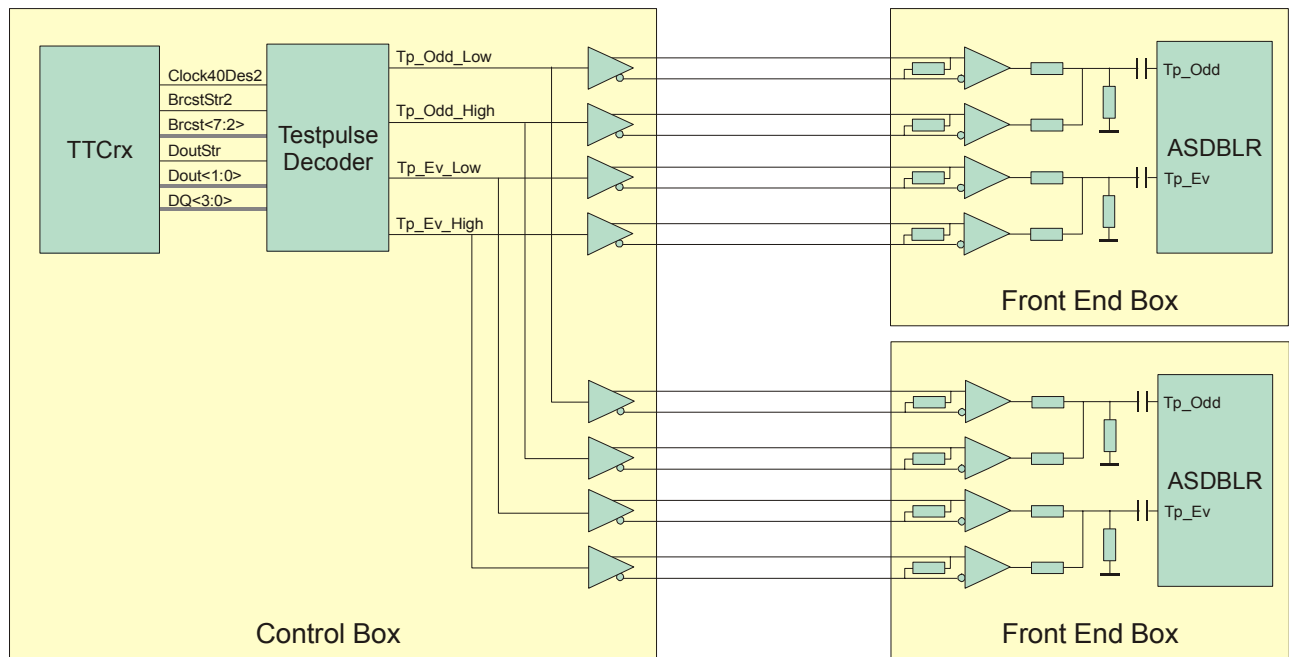 TTCrx
Clock40Des2
BrcstStr2
Brcst<7:2>
DoutStr
Dout<1:0>
DQ<3:0>
Testpulse
Decoder
Tp_Odd_Low
Tp_Odd_High
Tp_Ev_Low
Tp_Ev_High
Control Box
Tp_Odd
ASDBLR
Tp_Ev
Front End Box
Tp_Odd
ASDBLR
Tp_Ev
Front End Box